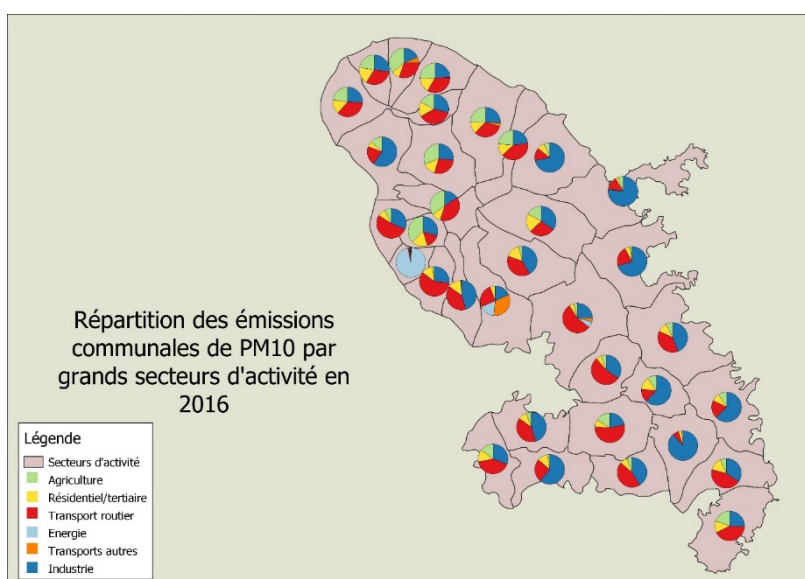 Répartition des émissions
communales de PM10 par
grands secteurs d'activité en
2016
Légende
Secteurs d'activité
Agriculture
Résidentiel/tertiaire
Transport routier
Energie
Transports autres
Industrie